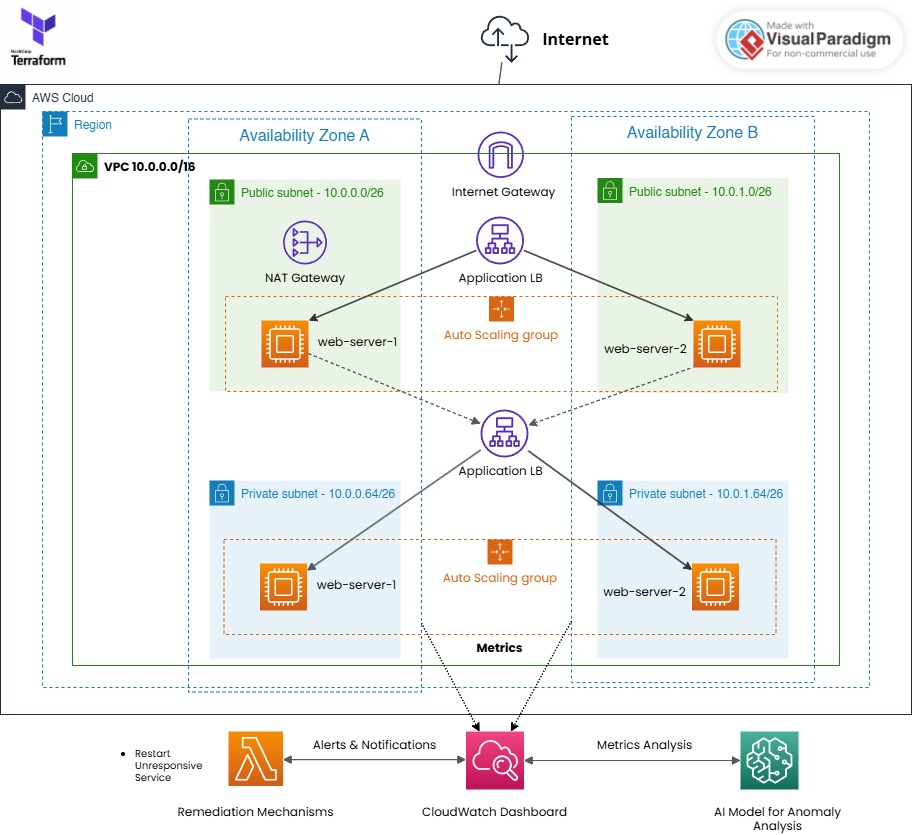 HashiCorp
Terraform
Internet
Made with
Visual Paradigm
For non-commercial use
AWS Cloud
Region
Availability Zone A
Availability Zone B
VPC 10.0.0.0/16
Internet Gateway
Public subnet - 10.0.0.0/26
Public subnet - 10.0.1.0/26
NAT Gateway
Application LB
Auto Scaling group
web-server-1
web-server-2
Application LB
Private subnet - 10.0.0.64/26
Private subnet - 10.0.1.64/26
Auto Scaling group
web-server-1
web-server-2
Metrics
Restart
Unresponsive
Service
Alerts & Notifications
Metrics Analysis
Remediation Mechanisms
CloudWatch Dashboard
AI Model for Anomaly
Analysis